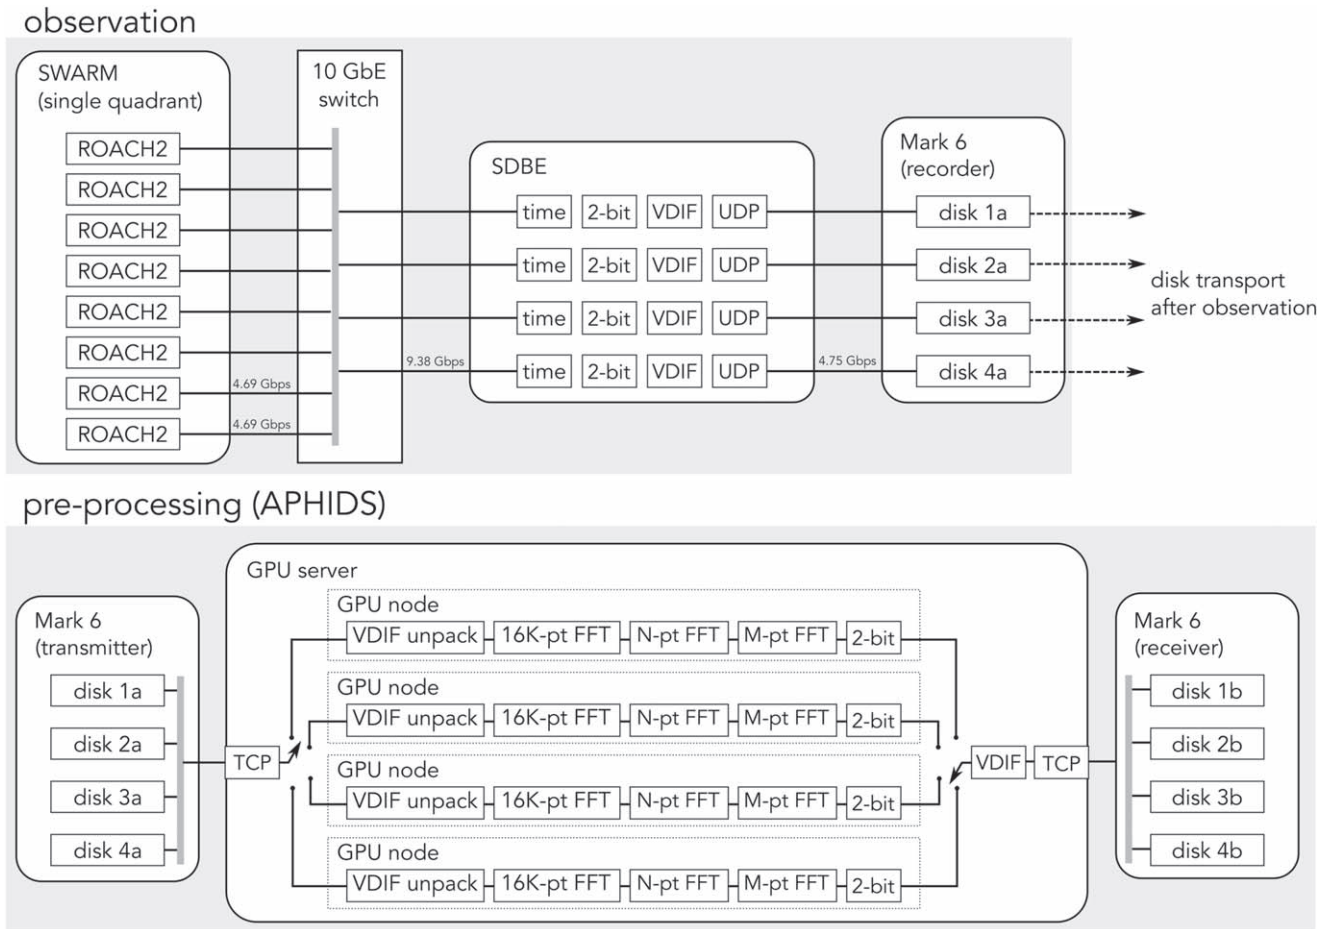 observation
SWARM
(single quadrant)
ROACH2
ROACH2
ROACH2
ROACH2
ROACH2
ROACH2
ROACH2
ROACH2
4.69 Gbps
4.69 Gbps
10 GbE
switch
9.38 Gbps
SDBE
time 2-bit VDIF UDP
time 2-bit VDIF UDP
time 2-bit VDIF UDP
time 2-bit VDIF UDP
4.75 Gbps
Mark 6
(recorder)
disk 1a
disk 2a
disk 3a
disk 4a
disk transport
after observation
pre-processing (APHIDS)
Mark 6
(transmitter)
disk 1a
disk 2a
disk 3a
disk 4a
GPU server
TCP
GPU node
VDIF unpack 16K-pt FFT N-pt FFT M-pt FFT 2-bit
GPU node
VDIF unpack 16K-pt FFT N-pt FFT M-pt FFT 2-bit
GPU node
VDIF unpack 16K-pt FFT N-pt FFT M-pt FFT 2-bit
GPU node
VDIF unpack 16K-pt FFT N-pt FFT M-pt FFT 2-bit
VDIF TCP
Mark 6
(receiver)
disk 1b
disk 2b
disk 3b
disk 4b